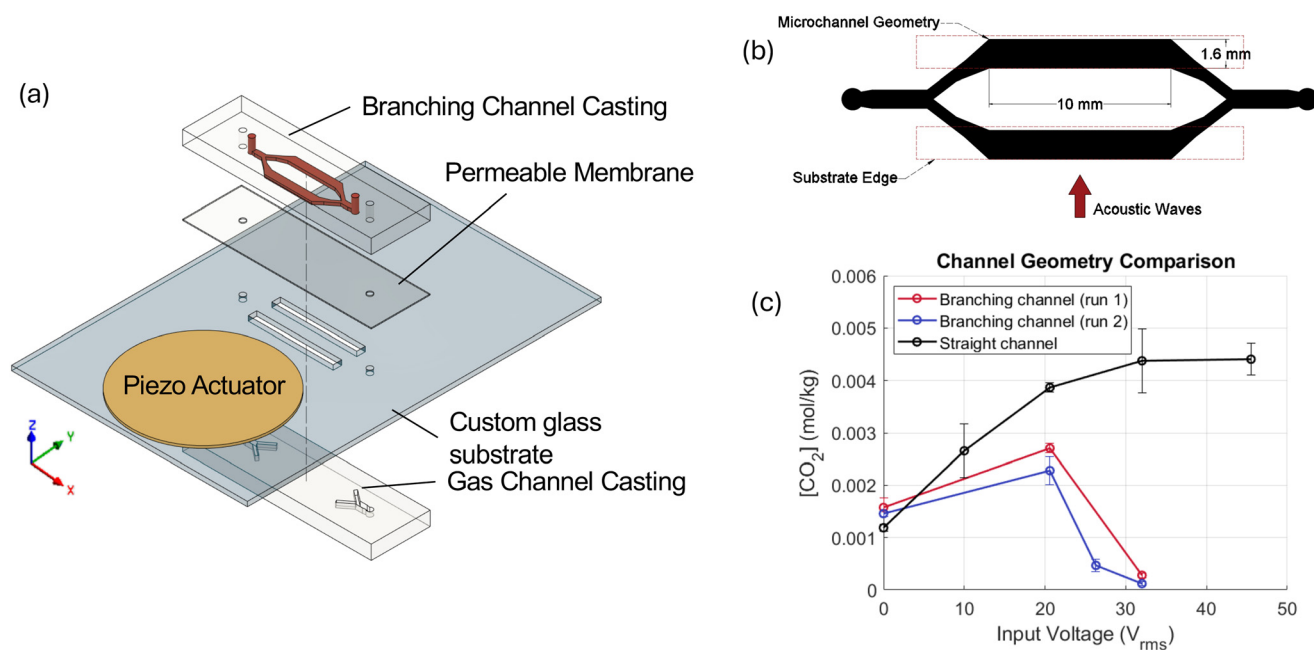 (a)
Branching Channel Casting
Permeable Membrane
Piezo Actuator
Custom glass
substrate
Gas Channel Casting
Z
Y
X
(b)
Microchannel Geometry
1.6 mm
10 mm
Substrate Edge
Acoustic Waves
(c)
Channel Geometry Comparison
Branching channel (run 1)
Branching channel (run 2)
Straight channel
[CO2] (mol/kg)
0.006
0.005
0.004
0.003
0.002
0.001
0
0 10 20 30 40 50
Input Voltage (Vrms)